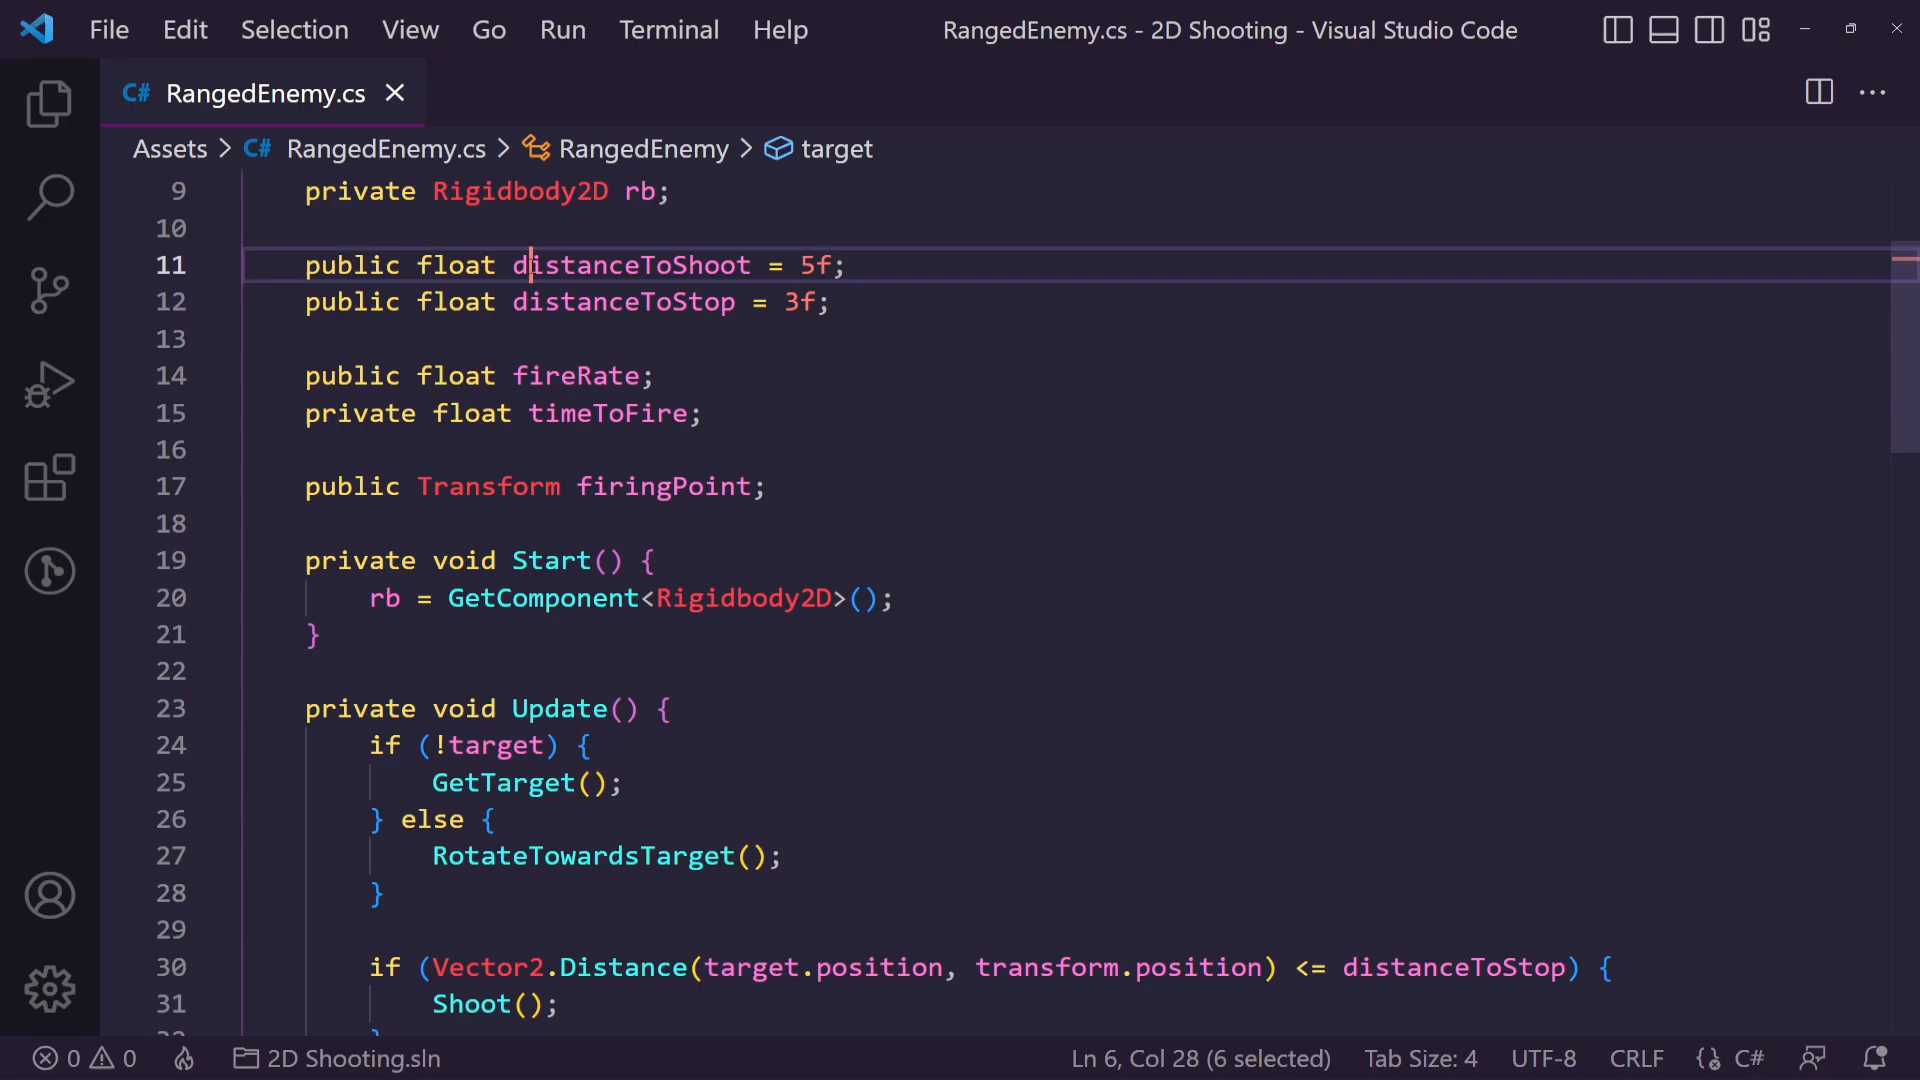 File Edit Selection View Go Run Terminal Help RangedEnemy.cs - 2D Shooting - Visual Studio Code
C# RangedEnemy.cs
Assets > C# RangedEnemy.cs > RangedEnemy > target
9 private Rigidbody2D rb;
10
11 public float distanceToShoot = 5f;
12 public float distanceToStop = 3f;
13
14 public float fireRate;
15 private float timeToFire;
16
17 public Transform firingPoint;
18
19 private void Start() {
20 rb = GetComponent<Rigidbody2D>();
21 }
22
23 private void Update() {
24 if (!target) {
25 GetTarget();
26 } else {
27 RotateTowardsTarget();
28 }
29
30 if (Vector2.Distance(target.position, transform.position) <= distanceToStop) {
31 Shoot();
0 0 2D Shooting.sln Ln 6, Col 28 (6 selected) Tab Size: 4 UTF-8 CRLF C#